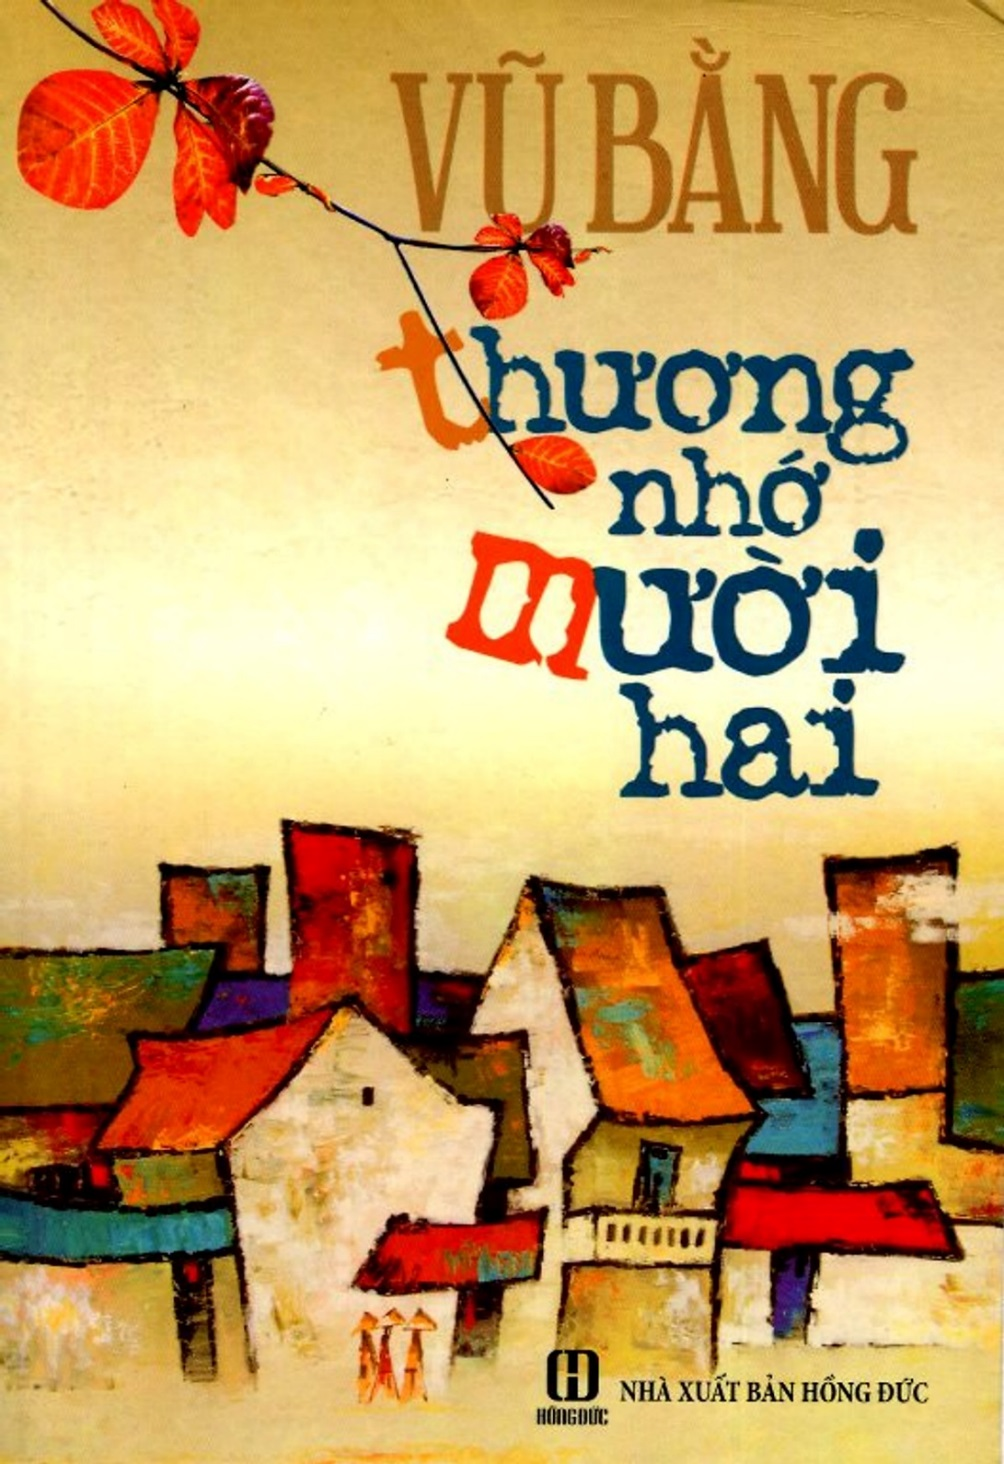 VŨ BẰNG
thương
nhớ
mười
hai
HỒNG ĐỨC
NHÀ XUẤT BẢN HỒNG ĐỨC